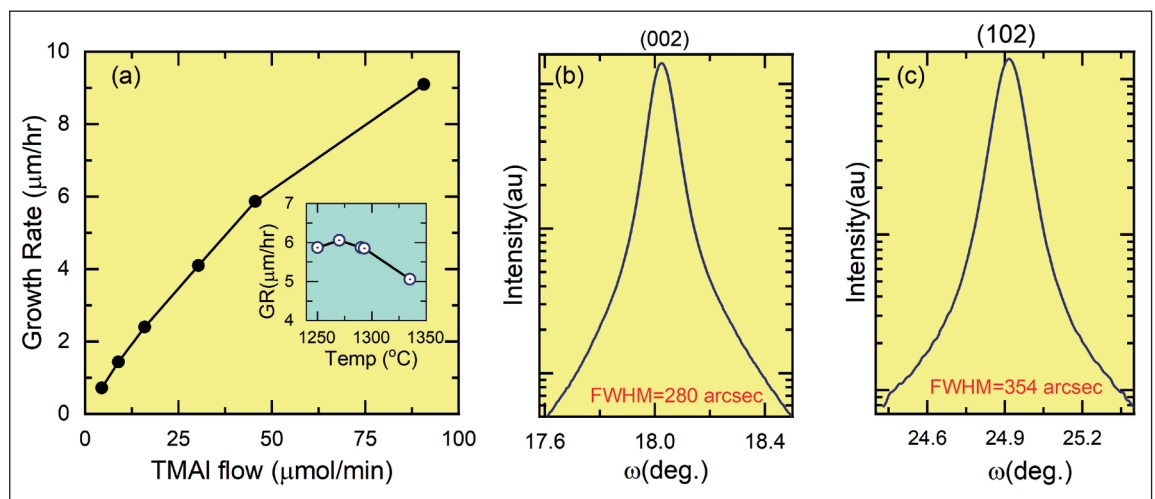 (a)
10
8
6
4
2
0
Growth Rate (μm/hr)
0 25 50 75 100
TMAl flow (μmol/min)
7
6
5
4
GR(μm/hr)
1250 1300 1350
Temp (°C)
(002)
(b)
Intensity(au)
FWHM=280 arcsec
17.6 18.0 18.4
ω(deg.)
(102)
(c)
Intensity(au)
FWHM=354 arcsec
24.6 24.9 25.2
ω(deg.)